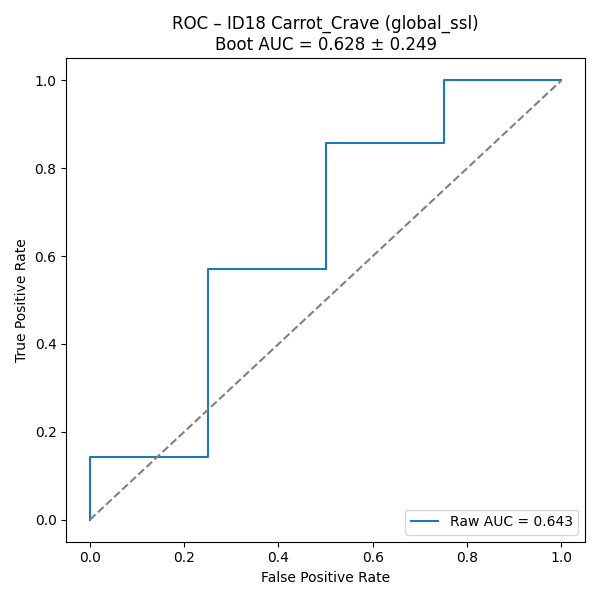 ROC – ID18 Carrot_Crave (global_ssl)
Boot AUC = 0.628 ± 0.249
1.0
0.8
0.6
0.4
0.2
0.0
True Positive Rate
Raw AUC = 0.643
0.0 0.2 0.4 0.6 0.8 1.0
False Positive Rate